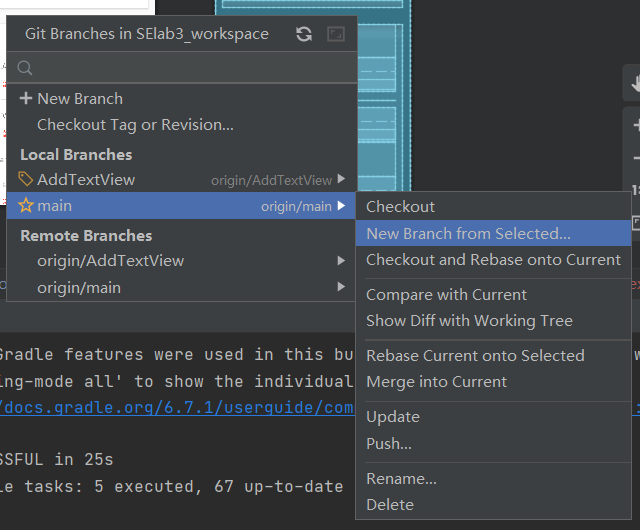 Git Branches in SElab3_workspace
New Branch
Checkout Tag or Revision...
Local Branches
AddTextView origin/AddTextView
main origin/main
Remote Branches
origin/AddTextView
origin/main
Checkout
New Branch from Selected...
Checkout and Rebase onto Current
Compare with Current
Show Diff with Working Tree
Rebase Current onto Selected
Merge into Current
Update
Push...
Rename...
Delete
Gradle features were used in this bu
ing-mode all' to show the individual
/docs.gradle.org/6.7.1/userguide/com
SSFUL in 25s
le tasks: 5 executed, 67 up-to-date